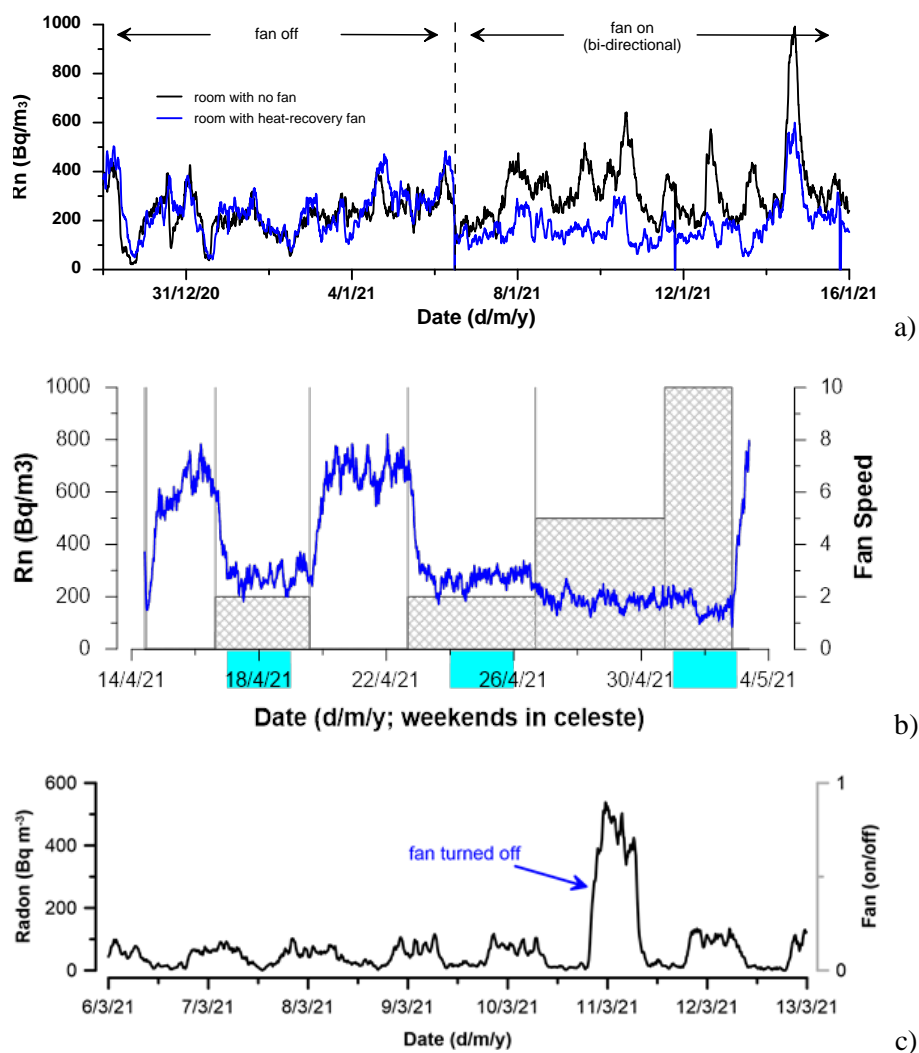 1000
800
600
400
200
0
Rn (Bq/m3)
fan off
fan on
(bi-directional)
room with no fan
room with heat-recovery fan
31/12/20
4/1/21
8/1/21
12/1/21
16/1/21
Date (d/m/y)
a)
1000
800
600
400
200
0
Rn (Bq/m3)
10
8
6
4
2
0
Fan Speed
14/4/21
18/4/21
22/4/21
26/4/21
30/4/21
4/5/21
Date (d/m/y; weekends in celeste)
b)
600
400
200
0
Radon (Bq m-3)
fan turned off
1
0
Fan (on/off)
6/3/21
7/3/21
8/3/21
9/3/21
10/3/21
11/3/21
12/3/21
13/3/21
Date (d/m/y)
c)